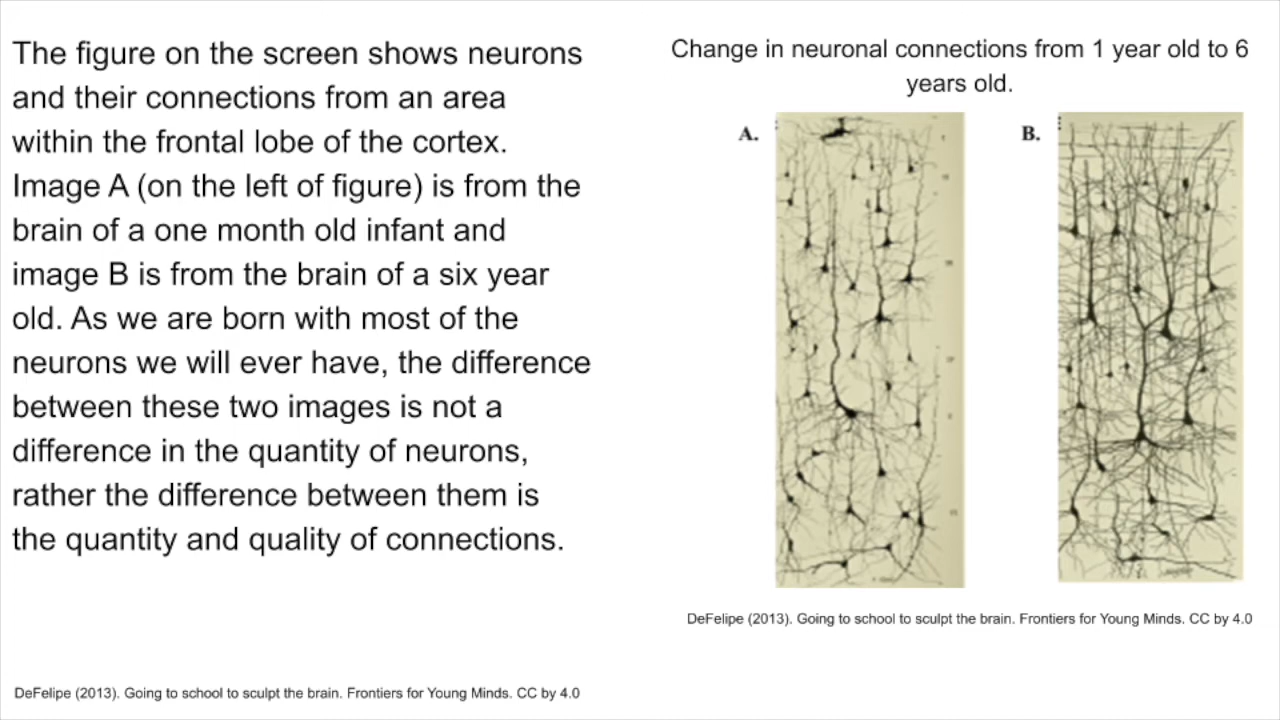 The figure on the screen shows neurons
and their connections from an area
within the frontal lobe of the cortex.
Image A (on the left of figure) is from the
brain of a one month old infant and
image B is from the brain of a six year
old. As we are born with most of the
neurons we will ever have, the difference
between these two images is not a
difference in the quantity of neurons,
rather the difference between them is
the quantity and quality of connections.
DeFelipe (2013). Going to school to sculpt the brain. Frontiers for Young Minds. CC by 4.0
Change in neuronal connections from 1 year old to 6
years old.
A.
B.
DeFelipe (2013). Going to school to sculpt the brain. Frontiers for Young Minds. CC by 4.0